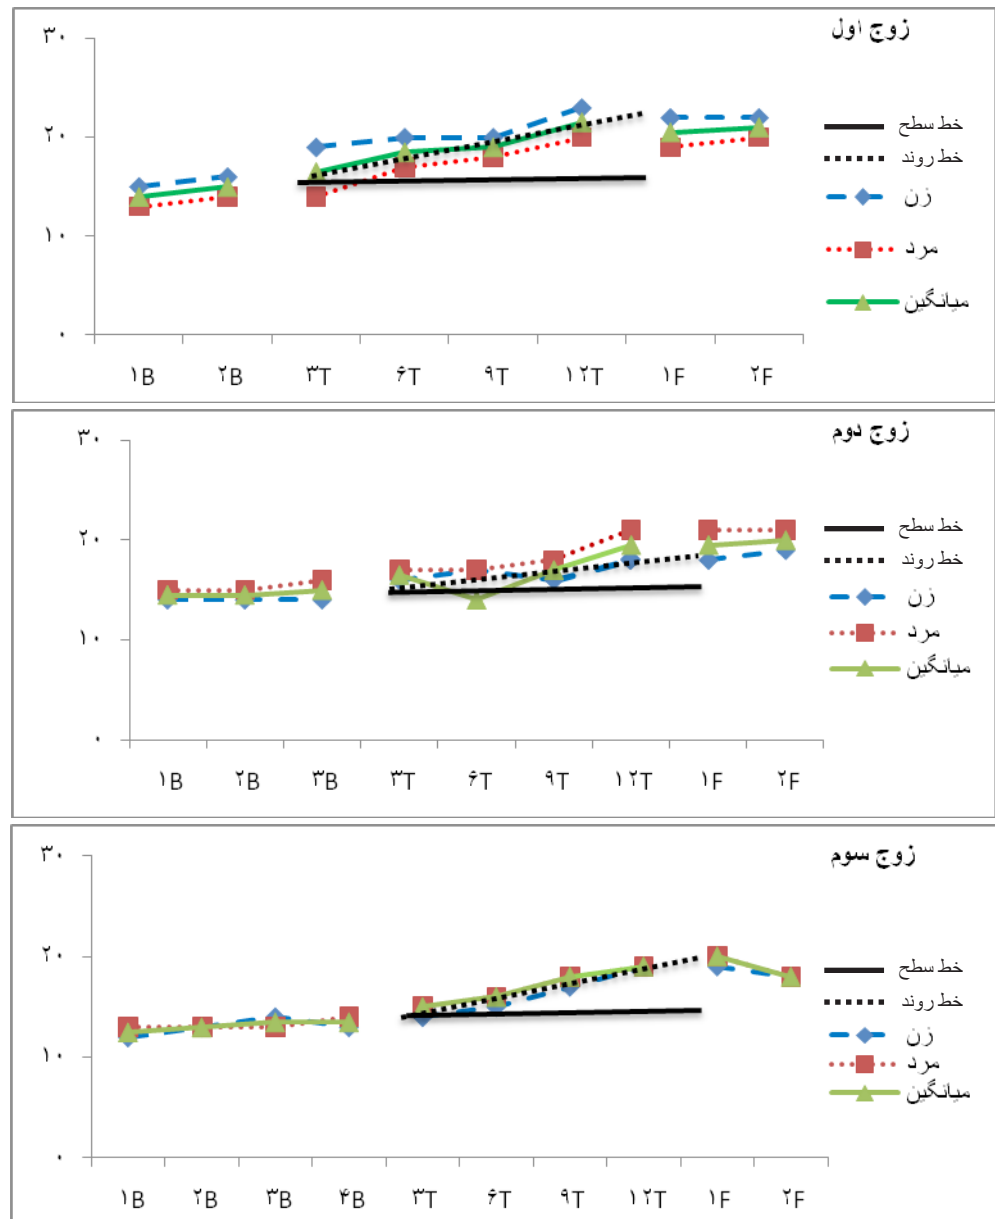 زوج اول
۳۰
۲۰
۱۰
۰
۱B ۲B ۳T ۶T ۹T ۱۲T ۱F ۲F
خط سطح
خط روند
زن
مرد
میانگین
زوج دوم
۳۰
۲۰
۱۰
۰
۱B ۲B ۳B ۳T ۶T ۹T ۱۲T ۱F ۲F
خط سطح
خط روند
زن
مرد
میانگین
زوج سوم
۳۰
۲۰
۱۰
۰
۱B ۲B ۳B ۴B ۳T ۶T ۹T ۱۲T ۱F ۲F
خط سطح
خط روند
زن
مرد
میانگین